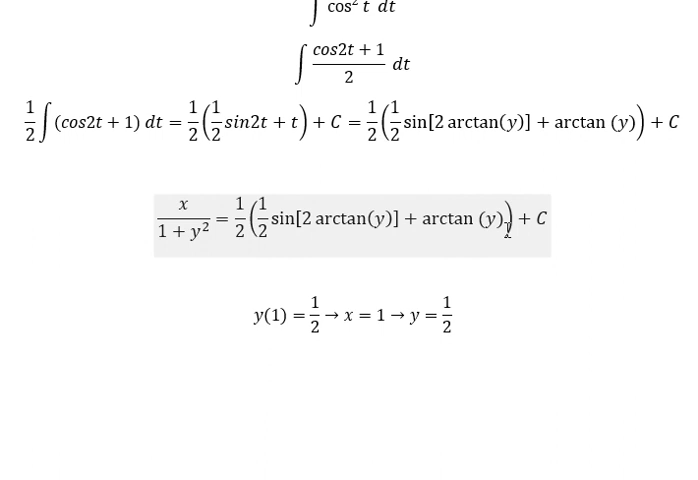 ∫ cos² t dt
∫ (cos2t + 1)/2 dt
1/2 ∫ (cos2t + 1) dt = 1/2 (1/2 sin2t + t) + C = 1/2 (1/2 sin[2 arctan(y)] + arctan (y)) + C
x/(1 + y²) = 1/2 (1/2 sin[2 arctan(y)] + arctan (y)) + C
y(1) = 1/2 → x = 1 → y = 1/2